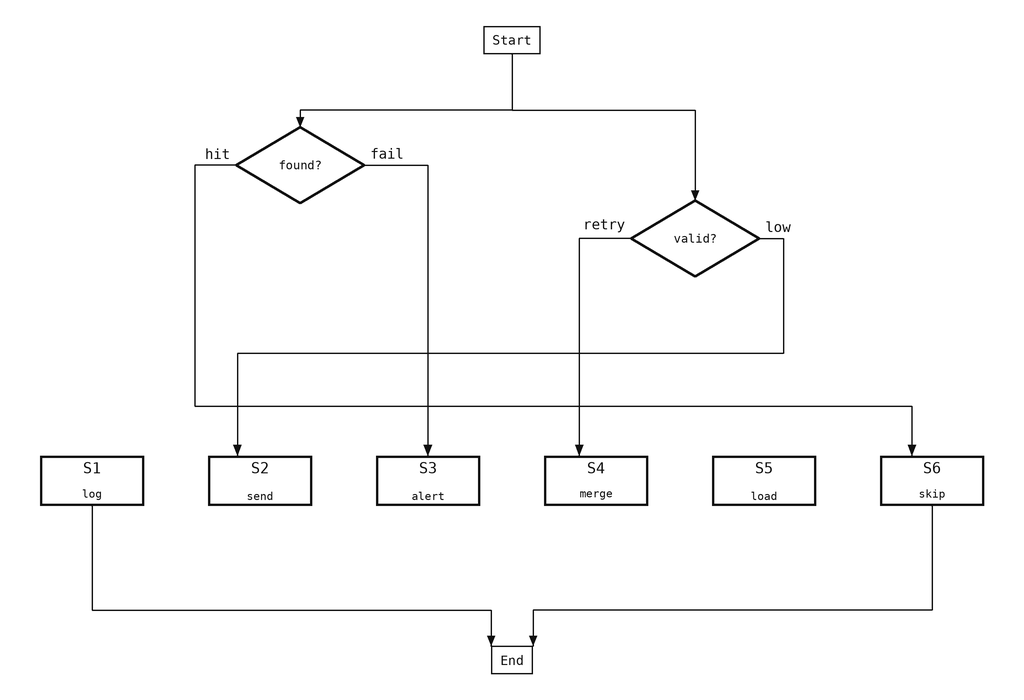 Start
hit
found?
fail
retry
valid?
low
S1
log
S2
send
S3
alert
S4
merge
S5
load
S6
skip
End